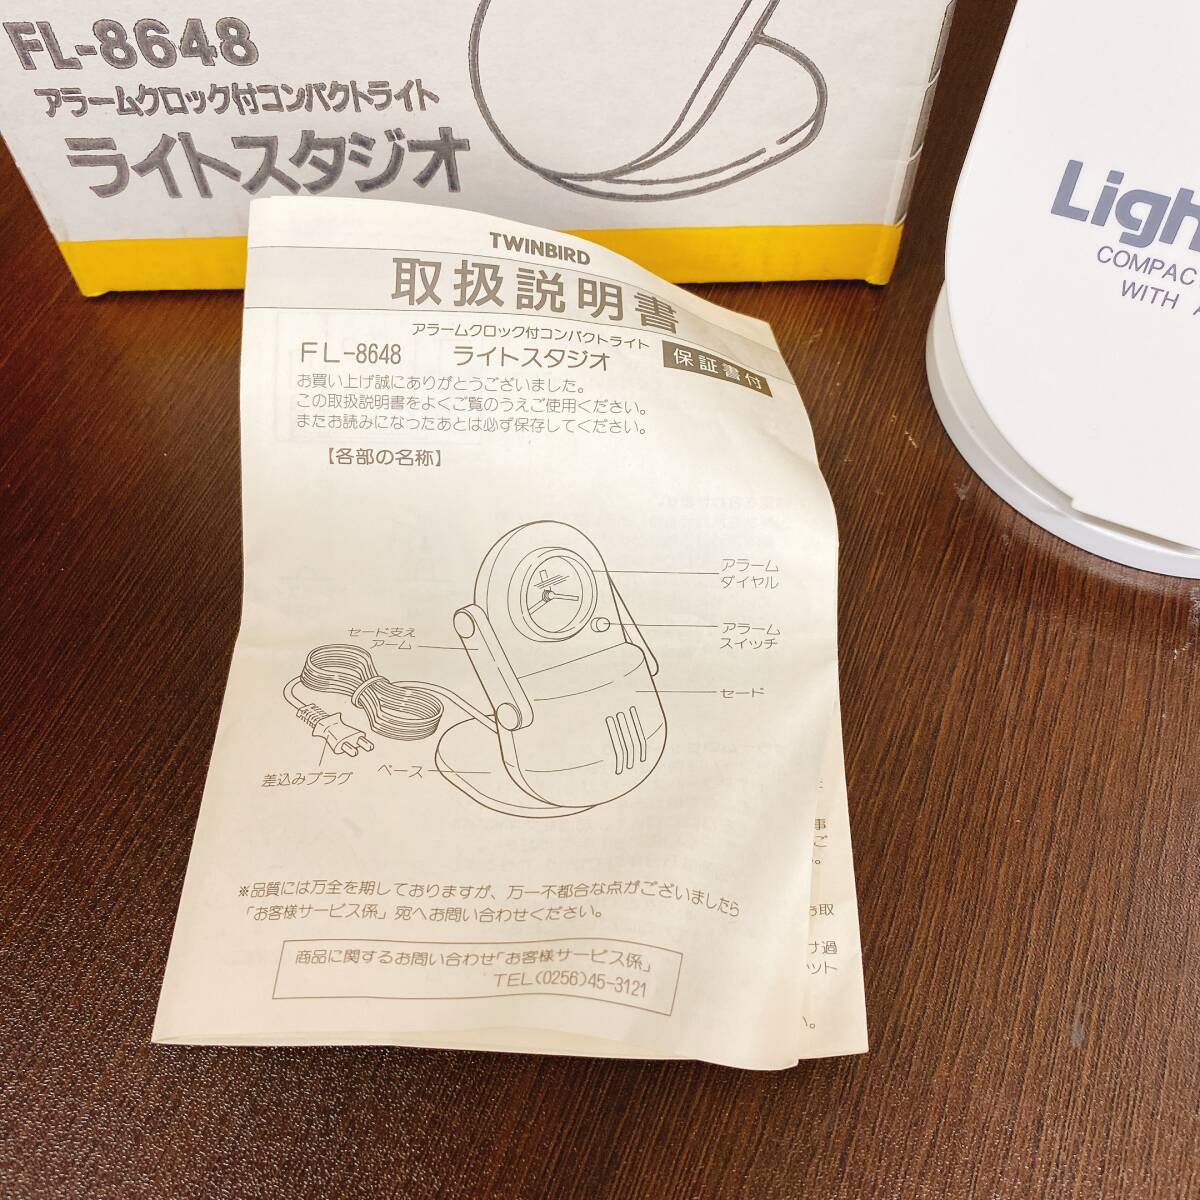 FL-8648
アラームクロック付コンパクトライト
ライトスタジオ
Ligh
COMPAC
WITH
TWINBIRD
取扱説明書
アラームクロック付コンパクトライト
FL-8648 ライトスタジオ
保証書付
お買い上げ誠にありがとうございました。
この取扱説明書をよくご覧のうえご使用ください。
またお読みになったあとは必ず保存してください。
【各部の名称】
アラーム
ダイヤル
アラーム
スイッチ
セード支え
アーム
セード
差込みプラグ
ベース
※品質には万全を期しておりますが、万一不都合な点がございましたら
「お客様サービス係」宛へお問い合わせください。
商品に関するお問い合わせ「お客様サービス係」
TEL(0256)45-3121
事
ご
。
お取
け過
ット
い。